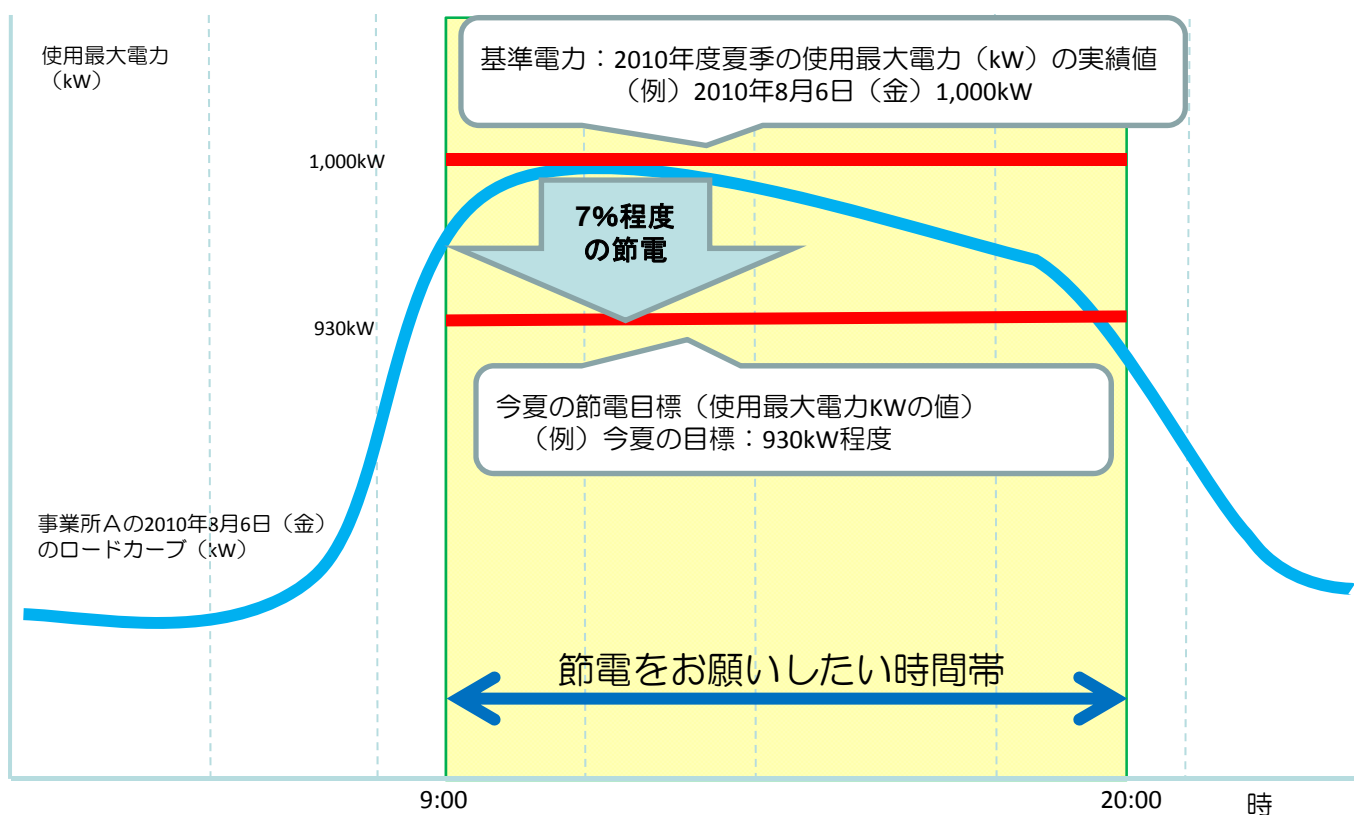 使用最大電力
（kW）
基準電力：2010年度夏季の使用最大電力（kW）の実績値
（例）2010年8月6日（金）1,000kW
1,000kW
7%程度
の節電
930kW
今夏の節電目標（使用最大電力KWの値）
（例）今夏の目標：930kW程度
事業所Aの2010年8月6日（金）
のロードカーブ（kW）
節電をお願いしたい時間帯
9:00
20:00
時